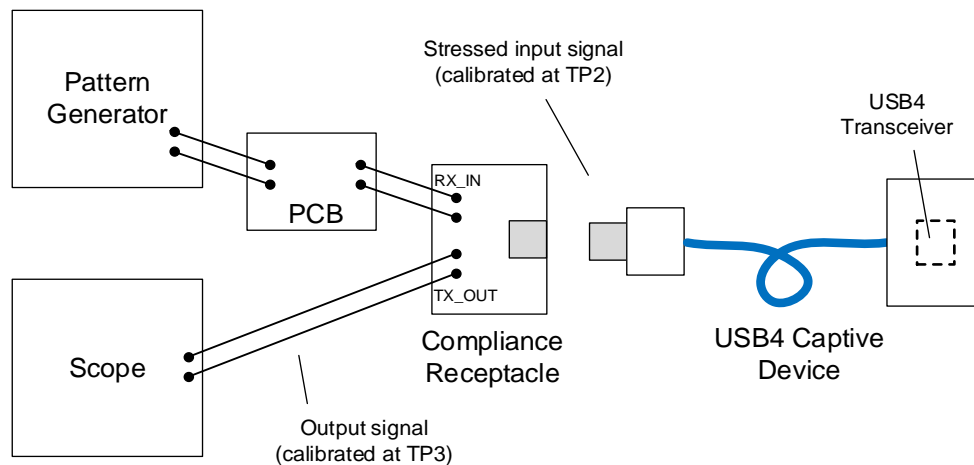 Pattern
Generator
PCB
Stressed input signal
(calibrated at TP2)
USB4
Transceiver
RX_IN
TX_OUT
Compliance
Receptacle
USB4 Captive
Device
Scope
Output signal
(calibrated at TP3)